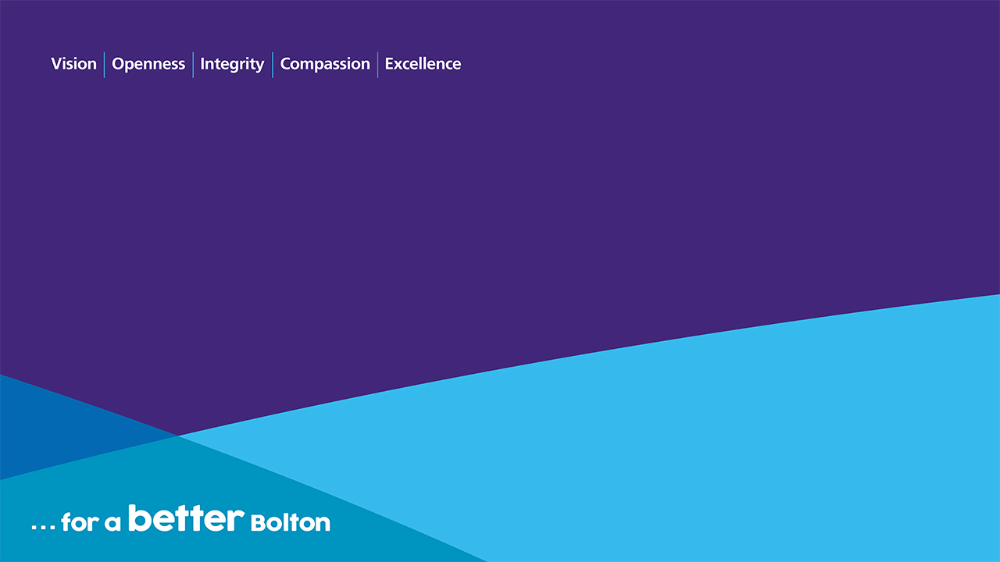 Vision | Openness | Integrity | Compassion | Excellence
... for a better Bolton